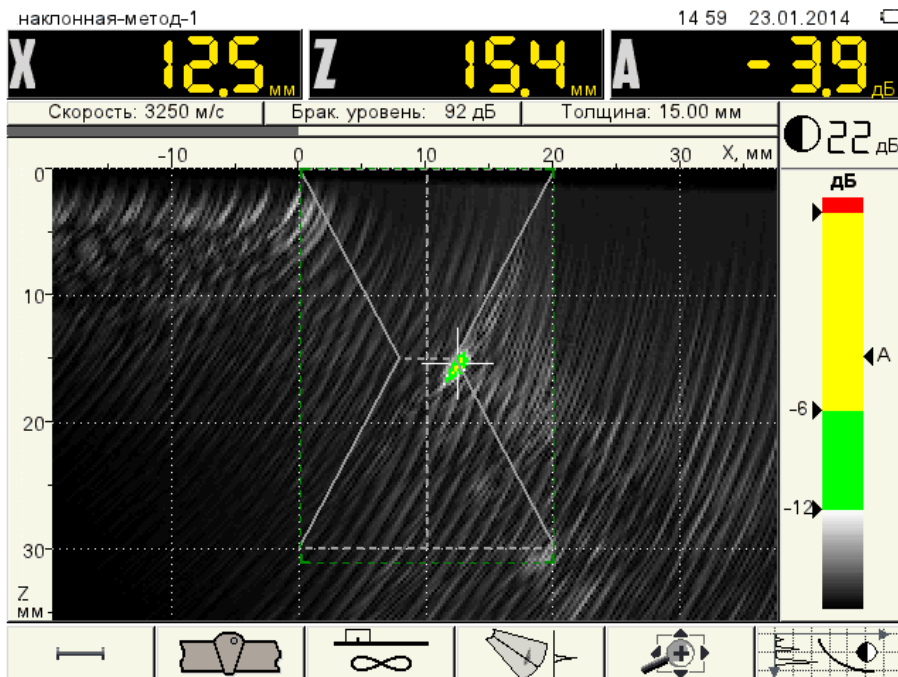 наклонная-метод-1 14 59 23.01.2014
X 12.5 мм Z 15.4 мм A -3.9 дБ
Скорость: 3250 м/с Брак. уровень: 92 дБ Толщина: 15.00 мм
22 дБ
-10 0 10 20 30 X, мм
0
10
20
30
Z
мм
дБ
A
-6
-12